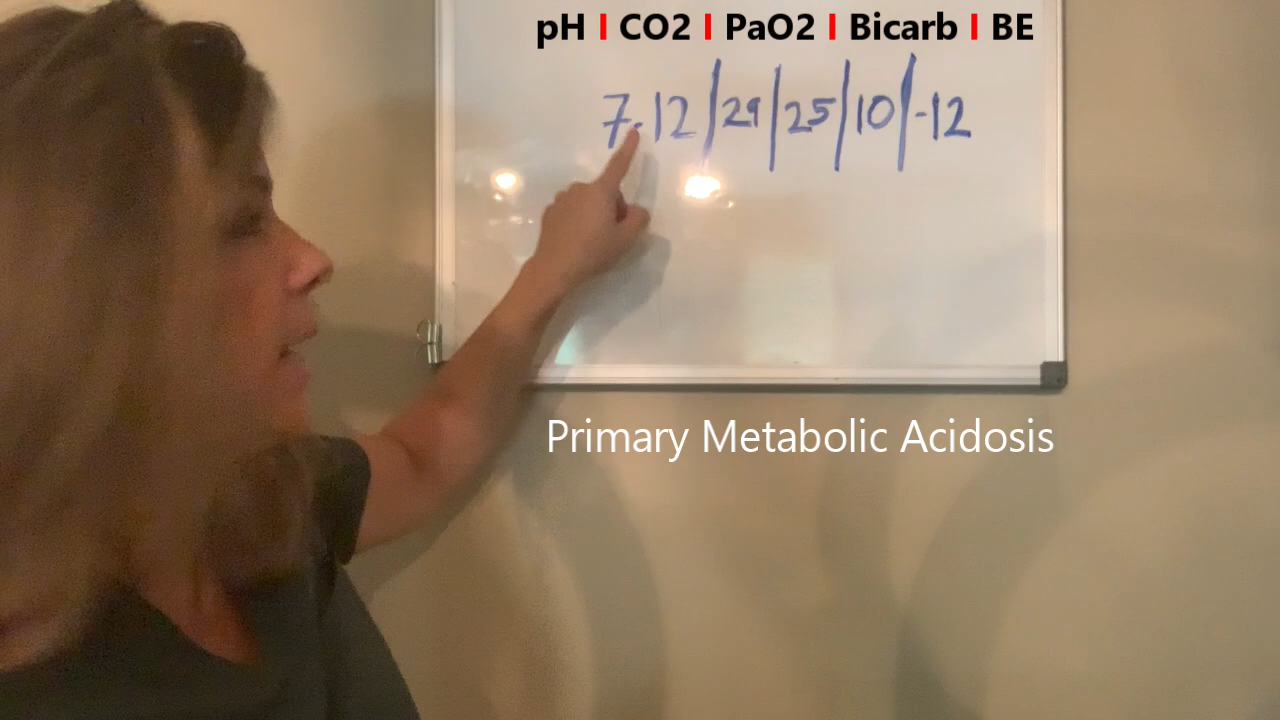 pH I CO2 I PaO2 I Bicarb I BE
7.12 | 29 | 25 | 10 | -12
Primary Metabolic Acidosis